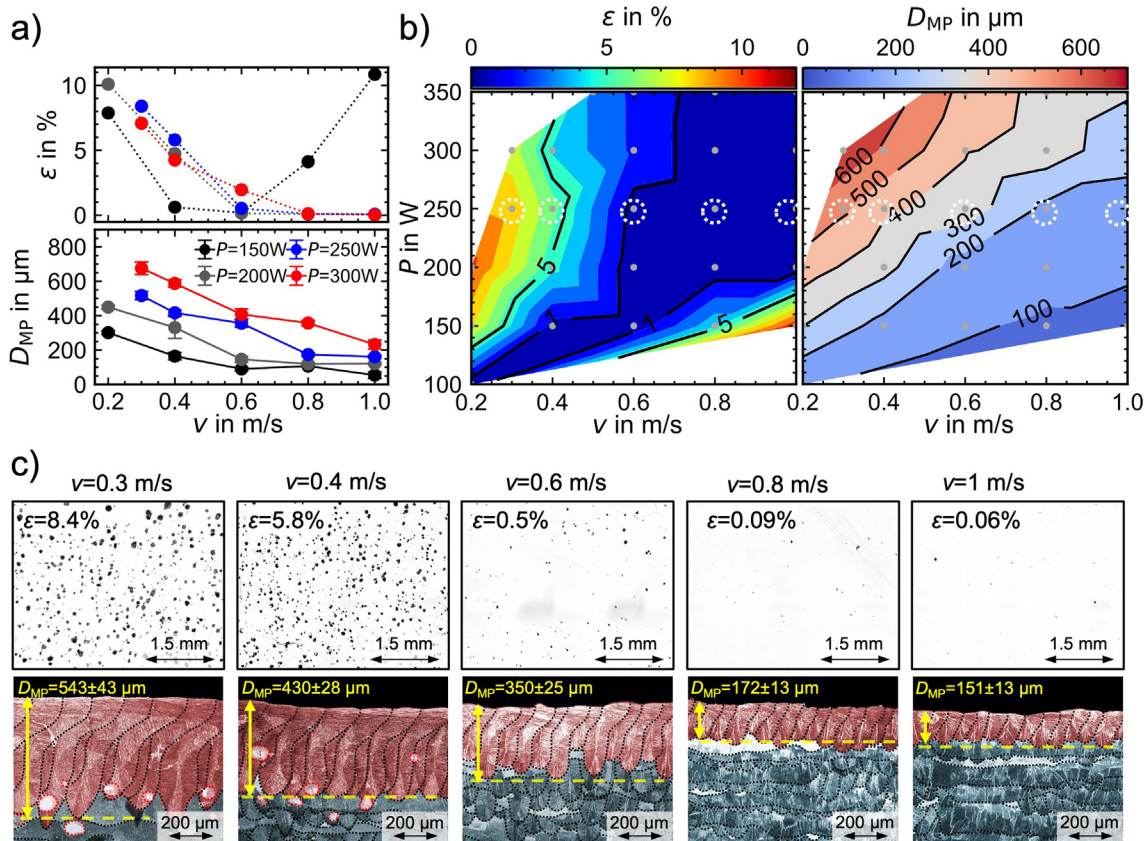 a)
ε in %
10
5
0
D_MP in µm
800
600
400
200
0
P=150W P=250W
P=200W P=300W
0.2 0.4 0.6 0.8 1.0
v in m/s
b)
ε in %
0 5 10
D_MP in µm
0 200 400 600
P in W
350
300
250
200
150
100
5
1
1
5
0.2 0.4 0.6 0.8 1.0
v in m/s
600
500
400
300
200
100
0.2 0.4 0.6 0.8 1.0
v in m/s
c)
v=0.3 m/s v=0.4 m/s v=0.6 m/s v=0.8 m/s v=1 m/s
ε=8.4% ε=5.8% ε=0.5% ε=0.09% ε=0.06%
1.5 mm 1.5 mm 1.5 mm 1.5 mm 1.5 mm
D_MP=543±43 µm D_MP=430±28 µm D_MP=350±25 µm D_MP=172±13 µm D_MP=151±13 µm
200 µm 200 µm 200 µm 200 µm 200 µm